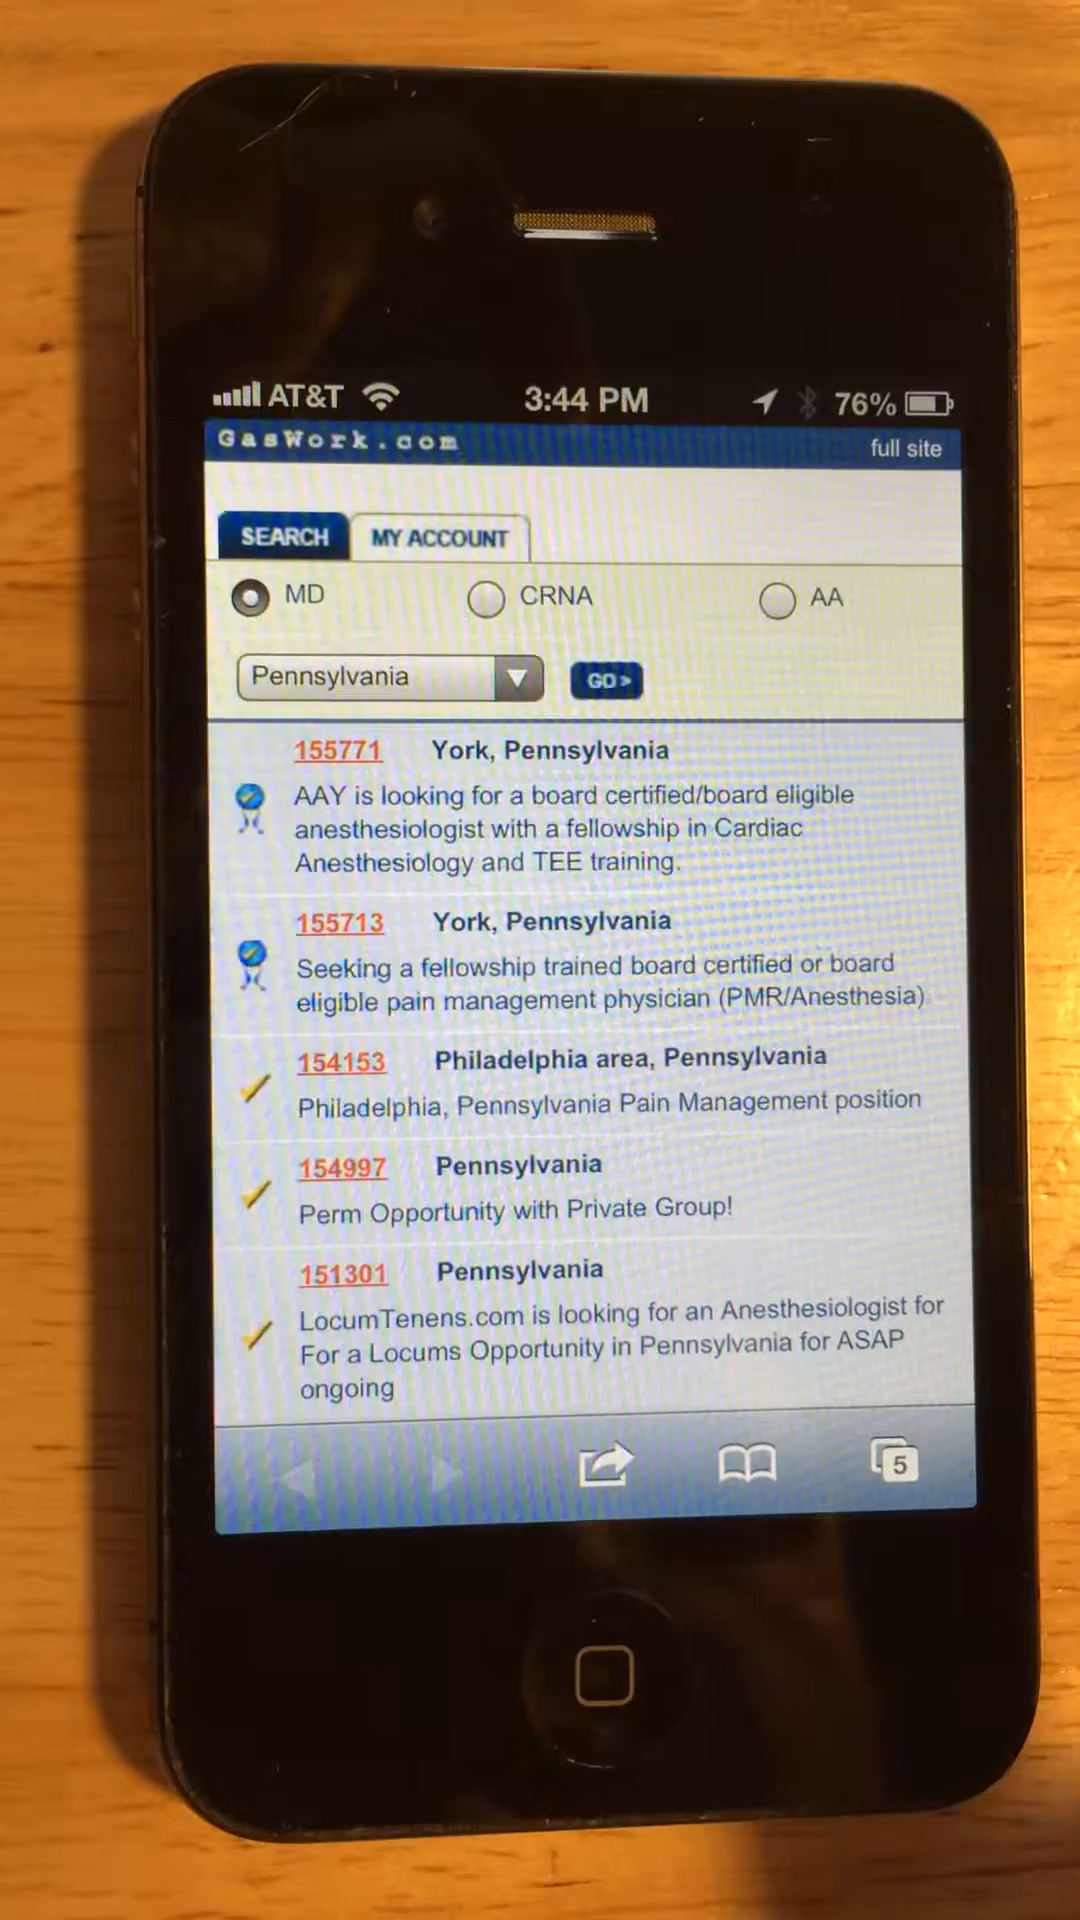 AT&T 3:44 PM 76%
GasWork.com full site
SEARCH MY ACCOUNT
MD CRNA AA
Pennsylvania GO >
155771 York, Pennsylvania
AAY is looking for a board certified/board eligible
anesthesiologist with a fellowship in Cardiac
Anesthesiology and TEE training.
155713 York, Pennsylvania
Seeking a fellowship trained board certified or board
eligible pain management physician (PMR/Anesthesia)
154153 Philadelphia area, Pennsylvania
Philadelphia, Pennsylvania Pain Management position
154997 Pennsylvania
Perm Opportunity with Private Group!
151301 Pennsylvania
LocumTenens.com is looking for an Anesthesiologist for
For a Locums Opportunity in Pennsylvania for ASAP
ongoing
5